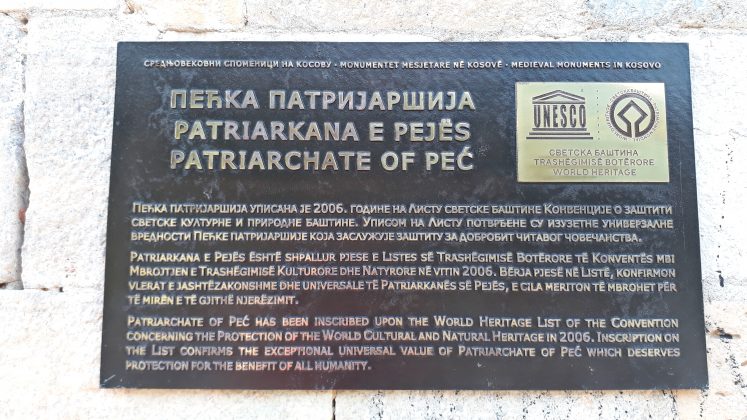 СРЕДЊОВЕКОВНИ СПОМЕНИЦИ НА КОСОВУ · MONUMENTET MESJETARE NË KOSOVË · MEDIEVAL MONUMENTS IN KOSOVO
ПЕЋКА ПАТРИЈАРШИЈА
PATRIARKANA E PEJËS
PATRIARCHATE OF PEĆ
UNESCO
СВЕТСКА БАШТИНА
TRASHËGIMISË BOTËRORE
WORLD HERITAGE
ПЕЋКА ПАТРИЈАРШИЈА УПИСАНА ЈЕ 2006. ГОДИНЕ НА ЛИСТУ СВЕТСКЕ БАШТИНЕ КОНВЕНЦИЈЕ О ЗАШТИТИ
СВЕТСКЕ КУЛТУРНЕ И ПРИРОДНЕ БАШТИНЕ. УПИСОМ НА ЛИСТУ ПОТВРЂЕНЕ СУ ИЗУЗЕТНЕ УНИВЕРЗАЛНЕ
ВРЕДНОСТИ ПЕЋКЕ ПАТРИЈАРШИЈЕ КОЈА ЗАСЛУЖУЈЕ ЗАШТИТУ ЗА ДОБРОБИТ ЧИТАВОГ ЧОВЕЧАНСТВА.
PATRIARKANA E PEJËS ËSHTË SHPALLUR PJESE E LISTES SË TRASHËGIMISË BOTËRORE TË KONVENTËS MBI
MBROJTJEN E TRASHËGIMISË KULTURORE DHE NATYRORE NË VITIN 2006. BËRJA PJESË NË LISTË, KONFIRMON
VLERAT E JASHTËZAKONSHME DHE UNIVERSALE TË PATRIARKANËS SË PEJËS, E CILA MERITON TË MBROHET PËR
TË MIRËN E TË GJITHË NJERËZIMIT.
PATRIARCHATE OF PEĆ HAS BEEN INSCRIBED UPON THE WORLD HERITAGE LIST OF THE CONVENTION
CONCERNING THE PROTECTION OF THE WORLD CULTURAL AND NATURAL HERITAGE IN 2006. INSCRIPTION ON
THE LIST CONFIRMS THE EXCEPTIONAL UNIVERSAL VALUE OF PATRIARCHATE OF PEĆ WHICH DESERVES
PROTECTION FOR THE BENEFIT OF ALL HUMANITY.